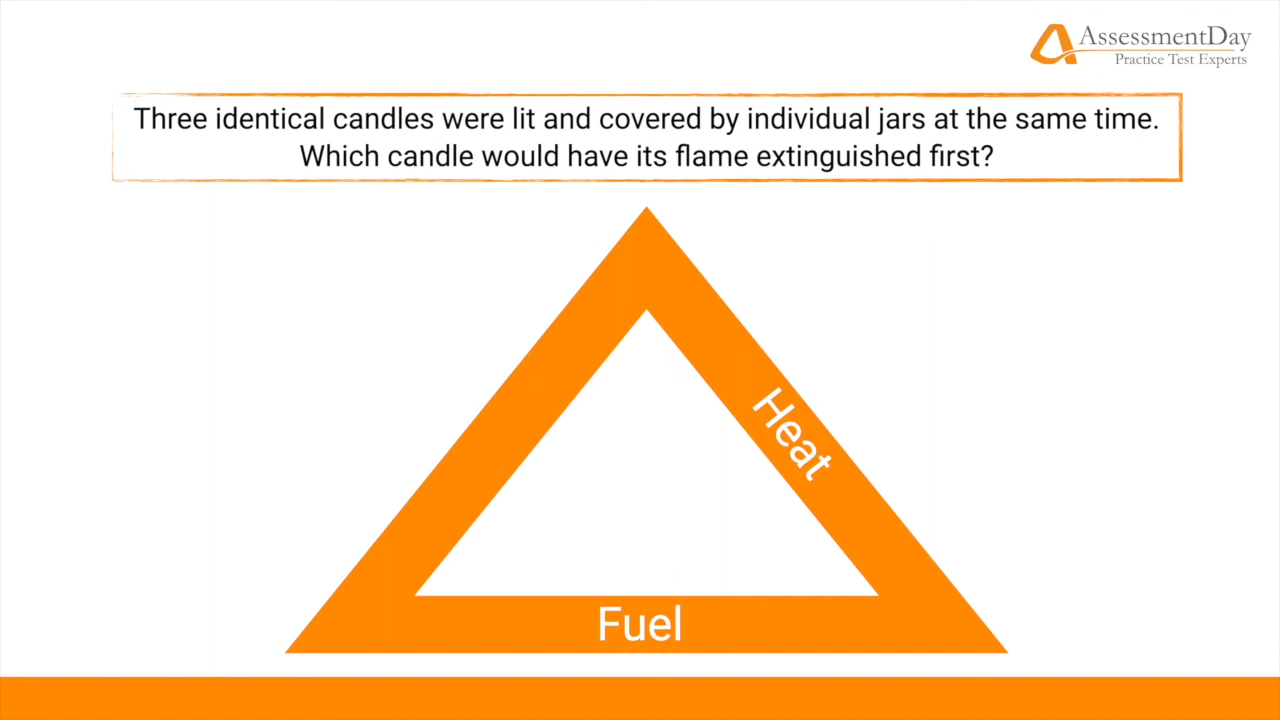 AssessmentDay
Practice Test Experts
Three identical candles were lit and covered by individual jars at the same time.
Which candle would have its flame extinguished first?
Heat
Fuel